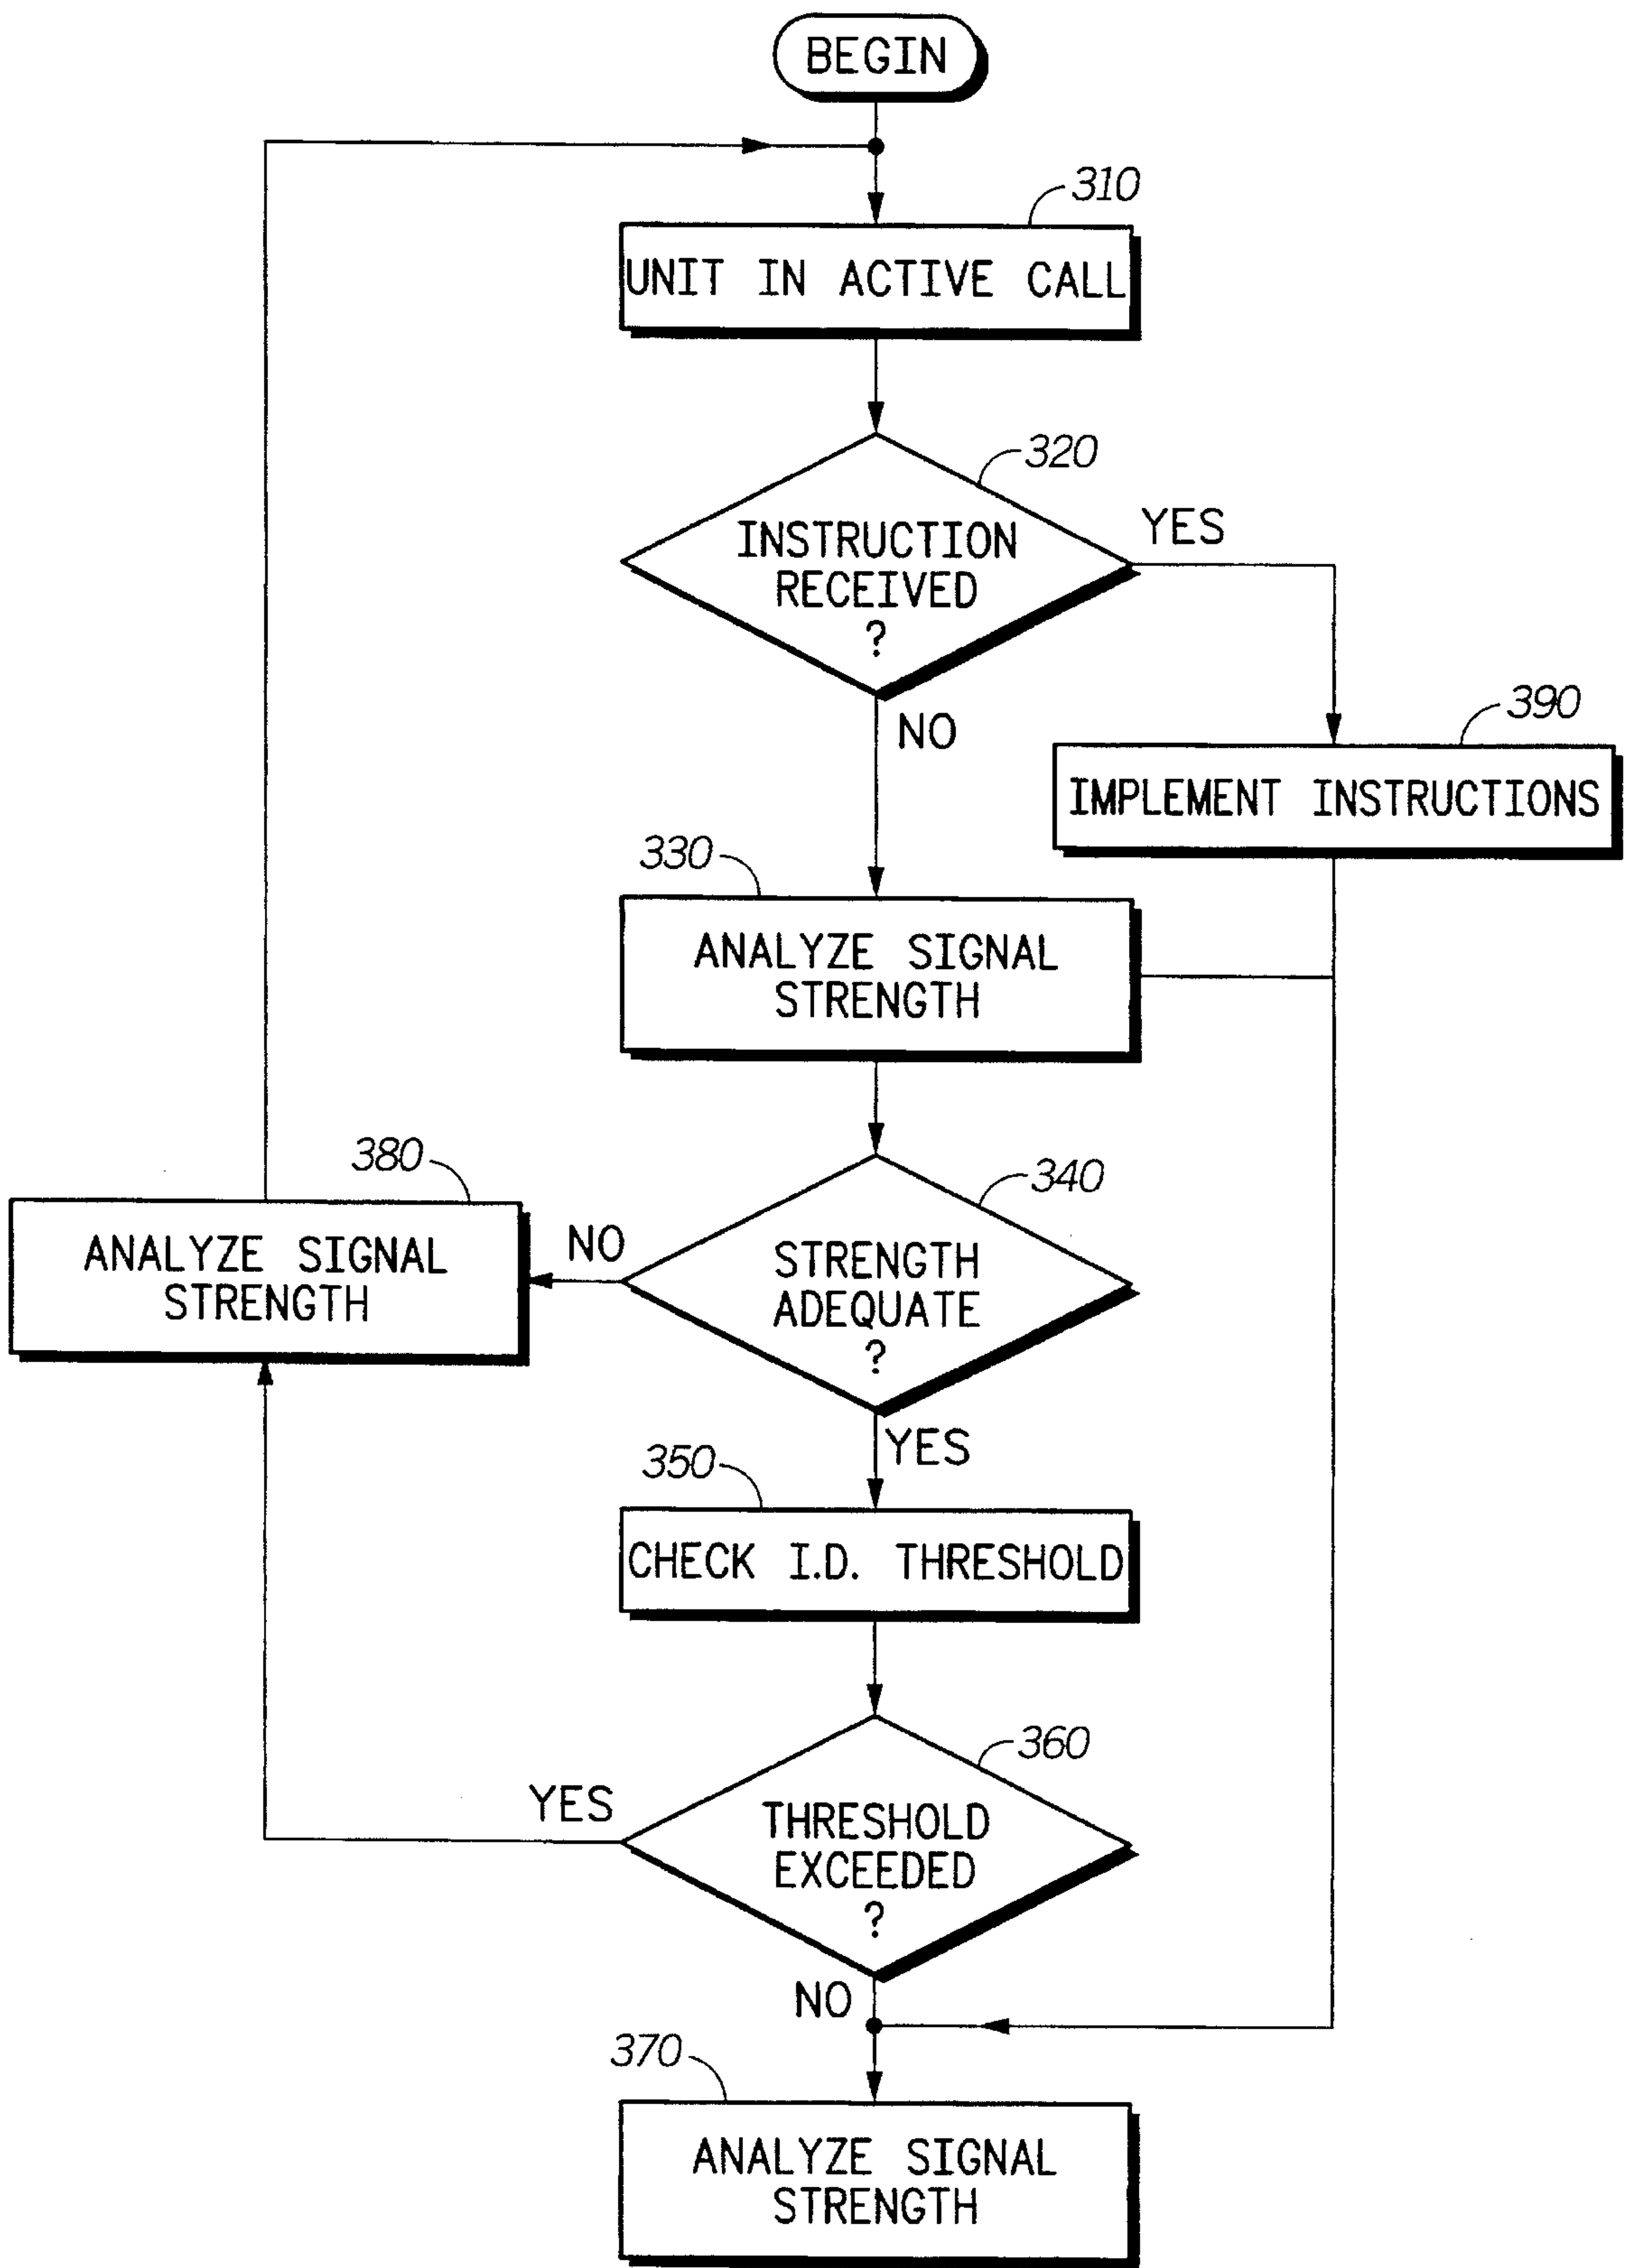 BEGIN
310
UNIT IN ACTIVE CALL
320
INSTRUCTION
RECEIVED
?
YES
NO
390
IMPLEMENT INSTRUCTIONS
330
ANALYZE SIGNAL
STRENGTH
380
ANALYZE SIGNAL
STRENGTH
NO
340
STRENGTH
ADEQUATE
?
YES
350
CHECK I.D. THRESHOLD
360
YES
THRESHOLD
EXCEEDED
?
NO
370
ANALYZE SIGNAL
STRENGTH